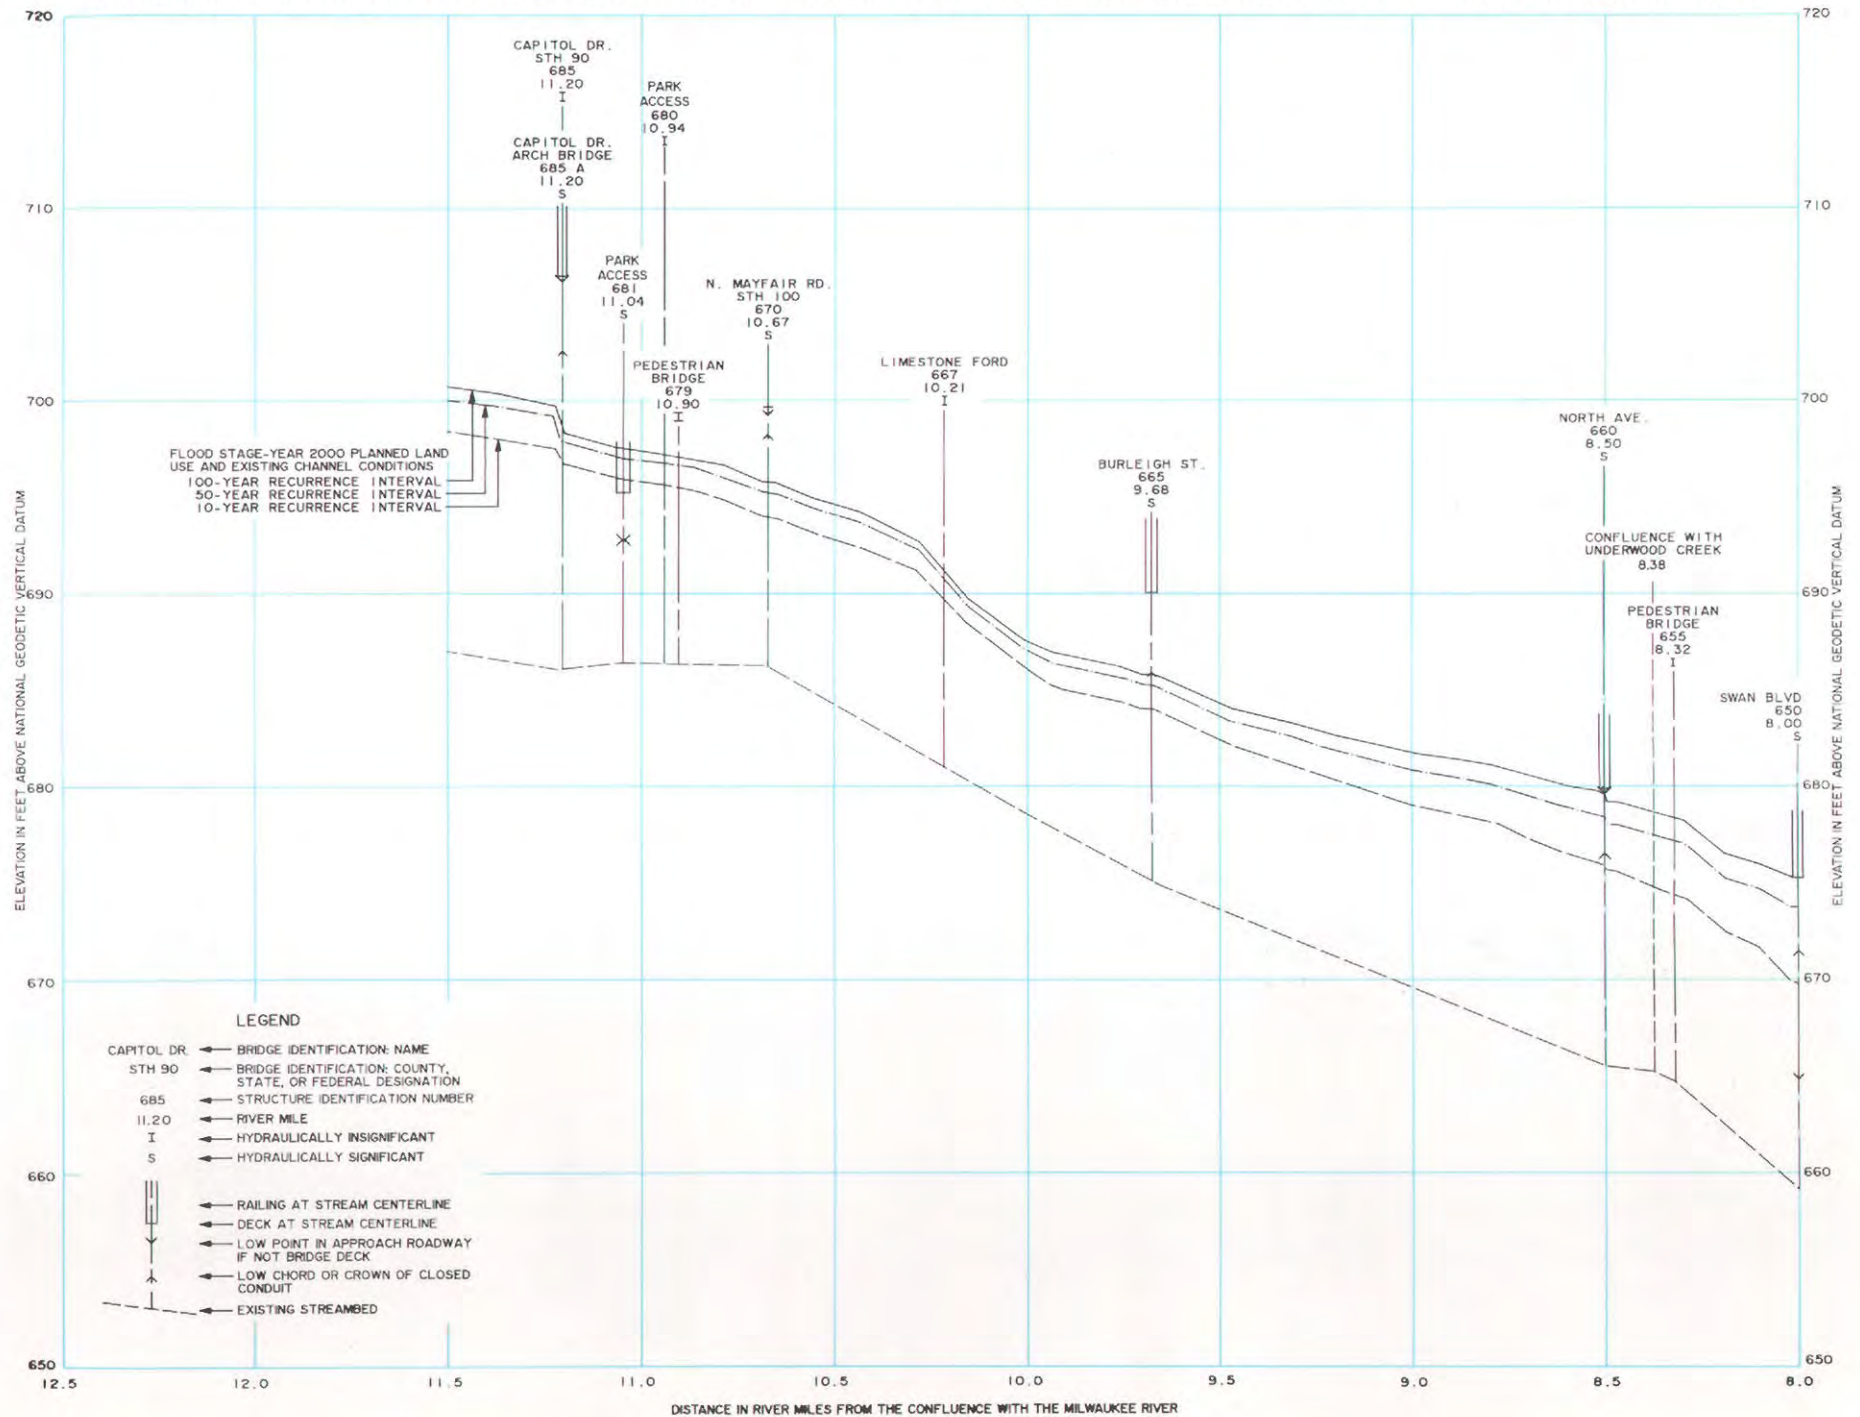 720
720
CAPITOL DR.
STH 90
685
11.20
I
PARK
ACCESS
680
10.94
I
CAPITOL DR.
ARCH BRIDGE
685 A
11.20
S
710
710
PARK
ACCESS
681
11.04
S
N. MAYFAIR RD.
STH 100
670
10.67
S
PEDESTRIAN
BRIDGE
679
10.90
I
LIMESTONE FORD
667
10.21
I
700
700
NORTH AVE.
660
8.50
S
FLOOD STAGE-YEAR 2000 PLANNED LAND
USE AND EXISTING CHANNEL CONDITIONS
100-YEAR RECURRENCE INTERVAL
50-YEAR RECURRENCE INTERVAL
10-YEAR RECURRENCE INTERVAL
BURLEIGH ST.
665
9.68
S
CONFLUENCE WITH
UNDERWOOD CREEK
8.38
690
690
PEDESTRIAN
BRIDGE
655
8.32
I
SWAN BLVD
650
8.00
S
ELEVATION IN FEET ABOVE NATIONAL GEODETIC VERTICAL DATUM
ELEVATION IN FEET ABOVE NATIONAL GEODETIC VERTICAL DATUM
680
680
670
670
LEGEND
CAPITOL DR. BRIDGE IDENTIFICATION: NAME
STH 90 BRIDGE IDENTIFICATION: COUNTY,
STATE, OR FEDERAL DESIGNATION
685 STRUCTURE IDENTIFICATION NUMBER
11.20 RIVER MILE
I HYDRAULICALLY INSIGNIFICANT
S HYDRAULICALLY SIGNIFICANT
660
660
RAILING AT STREAM CENTERLINE
DECK AT STREAM CENTERLINE
LOW POINT IN APPROACH ROADWAY
IF NOT BRIDGE DECK
LOW CHORD OR CROWN OF CLOSED
CONDUIT
EXISTING STREAMBED
650
650
12.5 12.0 11.5 11.0 10.5 10.0 9.5 9.0 8.5 8.0
DISTANCE IN RIVER MILES FROM THE CONFLUENCE WITH THE MILWAUKEE RIVER